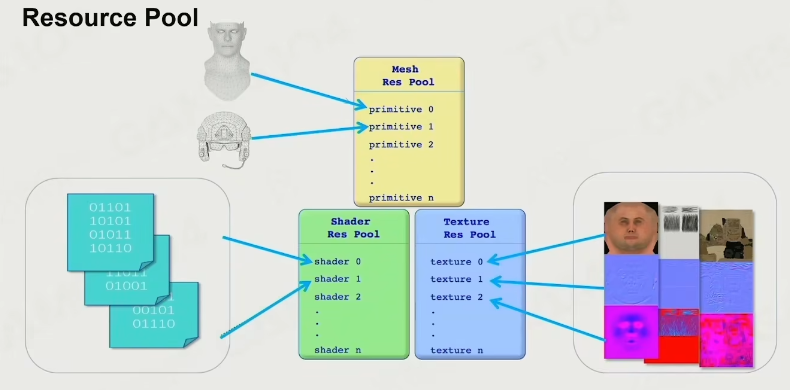 Resource Pool
Mesh
Res Pool
primitive 0
primitive 1
primitive 2
.
.
.
primitive n
Shader
Res Pool
shader 0
shader 1
shader 2
.
.
.
shader n
Texture
Res Pool
texture 0
texture 1
texture 2
.
.
.
texture n
01101
10101
01011
10110
01001
00101
01110